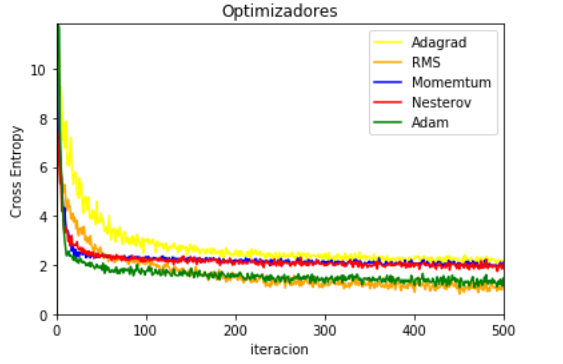 Optimizadores
Cross Entropy
10
8
6
4
2
0
Adagrad
RMS
Momemtum
Nesterov
Adam
0 100 200 300 400 500
iteracion